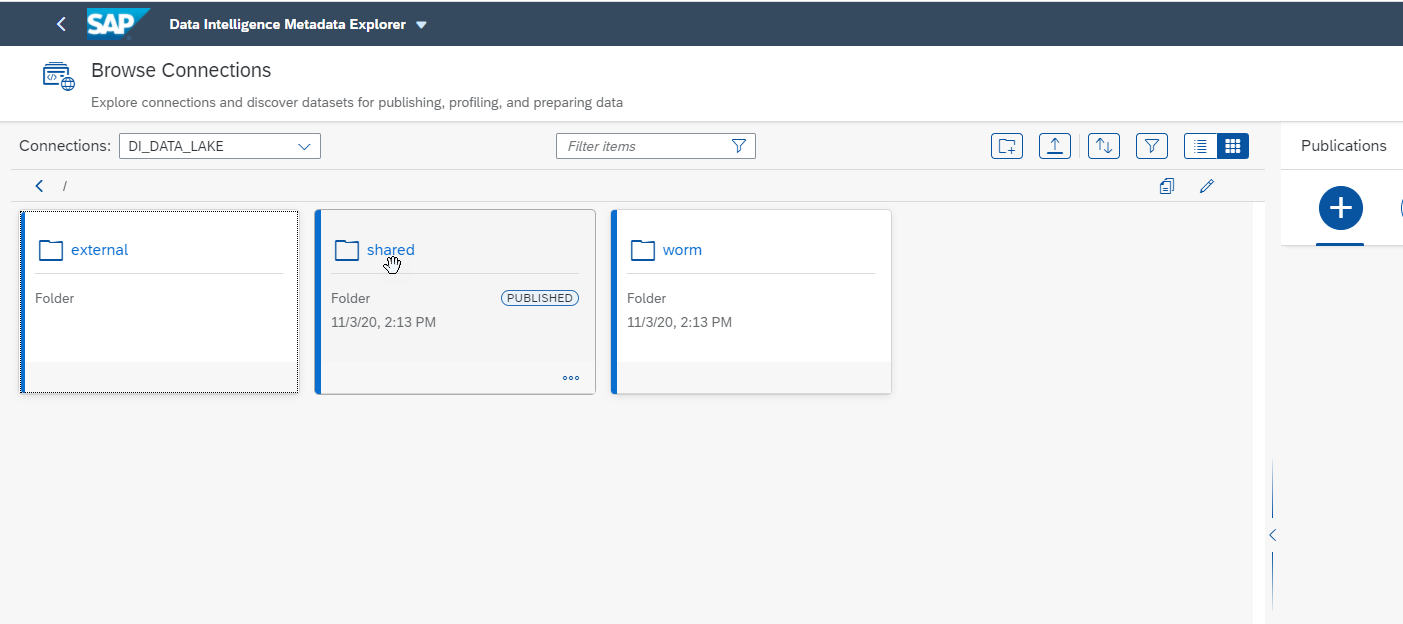 SAP Data Intelligence Metadata Explorer
Browse Connections
Explore connections and discover datasets for publishing, profiling, and preparing data
Connections: DI_DATA_LAKE Filter items Publications
/
external shared worm
Folder Folder PUBLISHED Folder
11/3/20, 2:13 PM 11/3/20, 2:13 PM